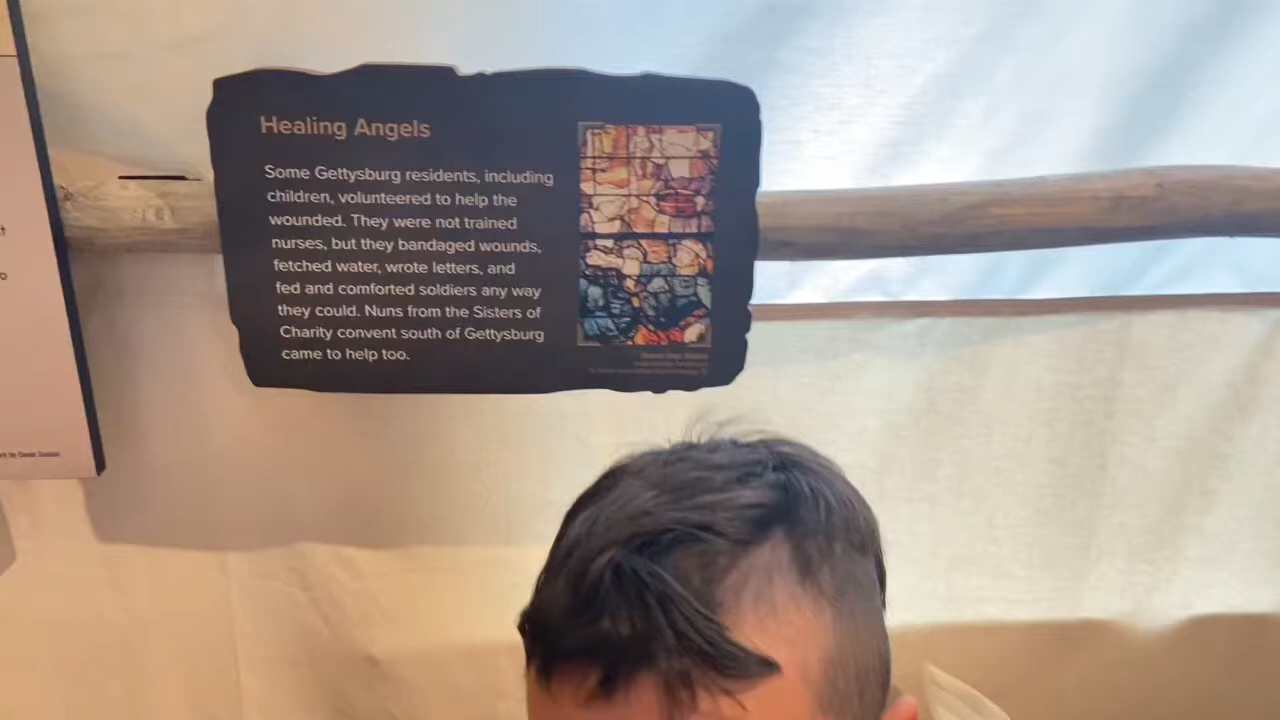 Healing Angels
Some Gettysburg residents, including
children, volunteered to help the
wounded. They were not trained
nurses, but they bandaged wounds,
fetched water, wrote letters, and
fed and comforted soldiers any way
they could. Nuns from the Sisters of
Charity convent south of Gettysburg
came to help too.